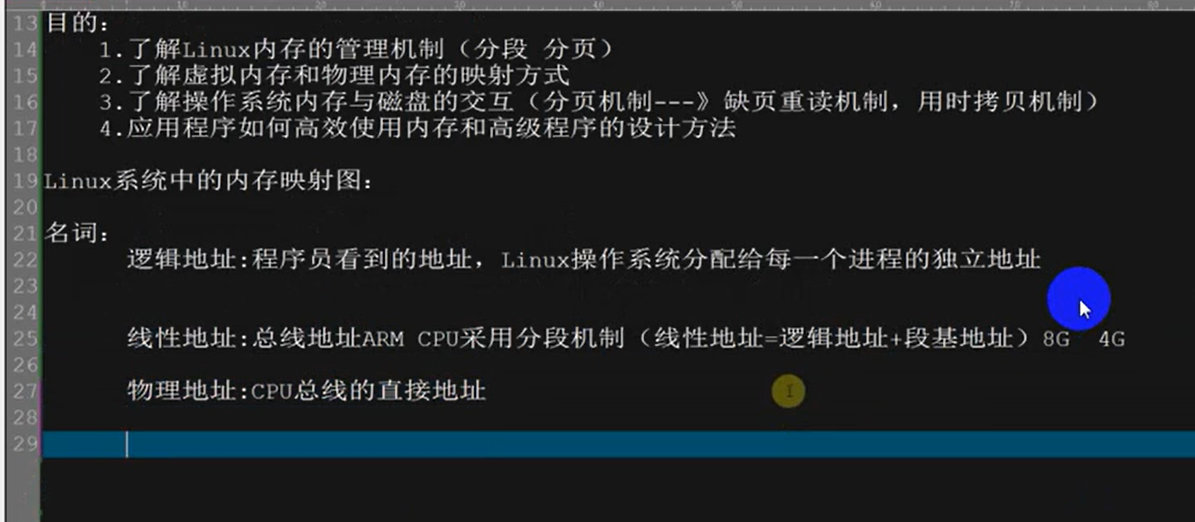 13 目的:
14 1.了解Linux内存的管理机制（分段 分页）
15 2.了解虚拟内存和物理内存的映射方式
16 3.了解操作系统内存与磁盘的交互（分页机制---》缺页重读机制，用时拷贝机制）
17 4.应用程序如何高效使用内存和高级程序的设计方法
18
19 Linux系统中的内存映射图:
20
21 名词:
22 逻辑地址:程序员看到的地址，Linux操作系统分配给每一个进程的独立地址
23
24
25 线性地址:总线地址ARM CPU采用分段机制（线性地址=逻辑地址+段基地址）8G 4G
26
27 物理地址:CPU总线的直接地址
28
29